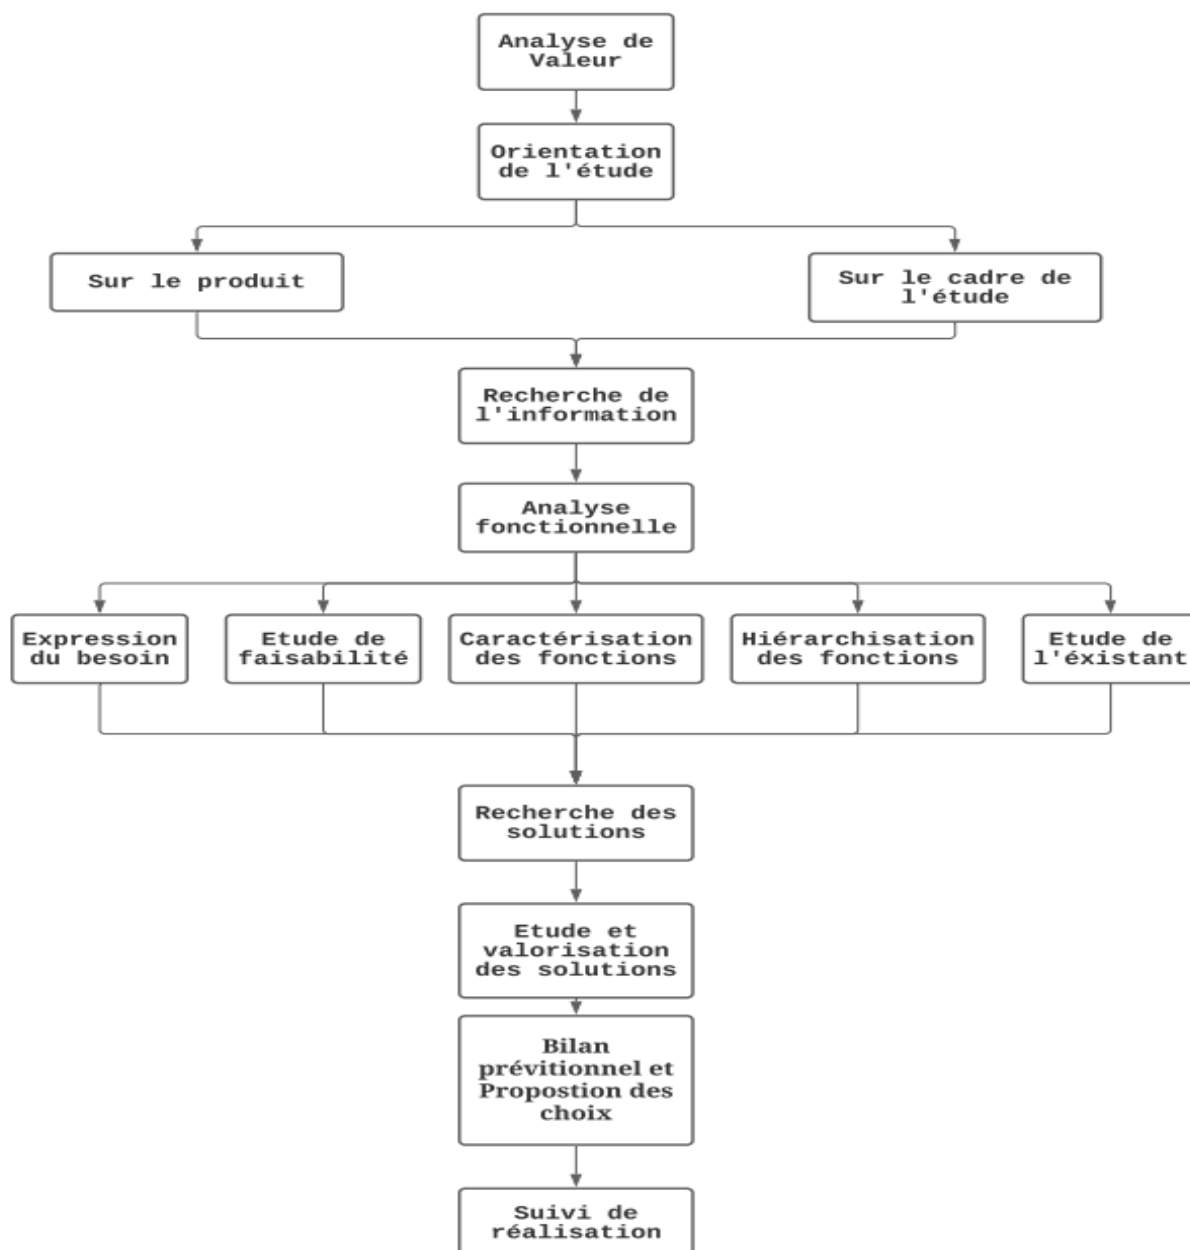 Analyse de
Valeur
Orientation
de l'étude
Sur le produit
Sur le cadre de
l'étude
Recherche de
l'information
Analyse
fonctionnelle
Expression
du besoin
Etude de
faisabilité
Caractérisation
des fonctions
Hiérarchisation
des fonctions
Etude de
l'éxistant
Recherche des
solutions
Etude et
valorisation
des solutions
Bilan
prévitionnel et
Propostion des
choix
Suivi de
réalisation